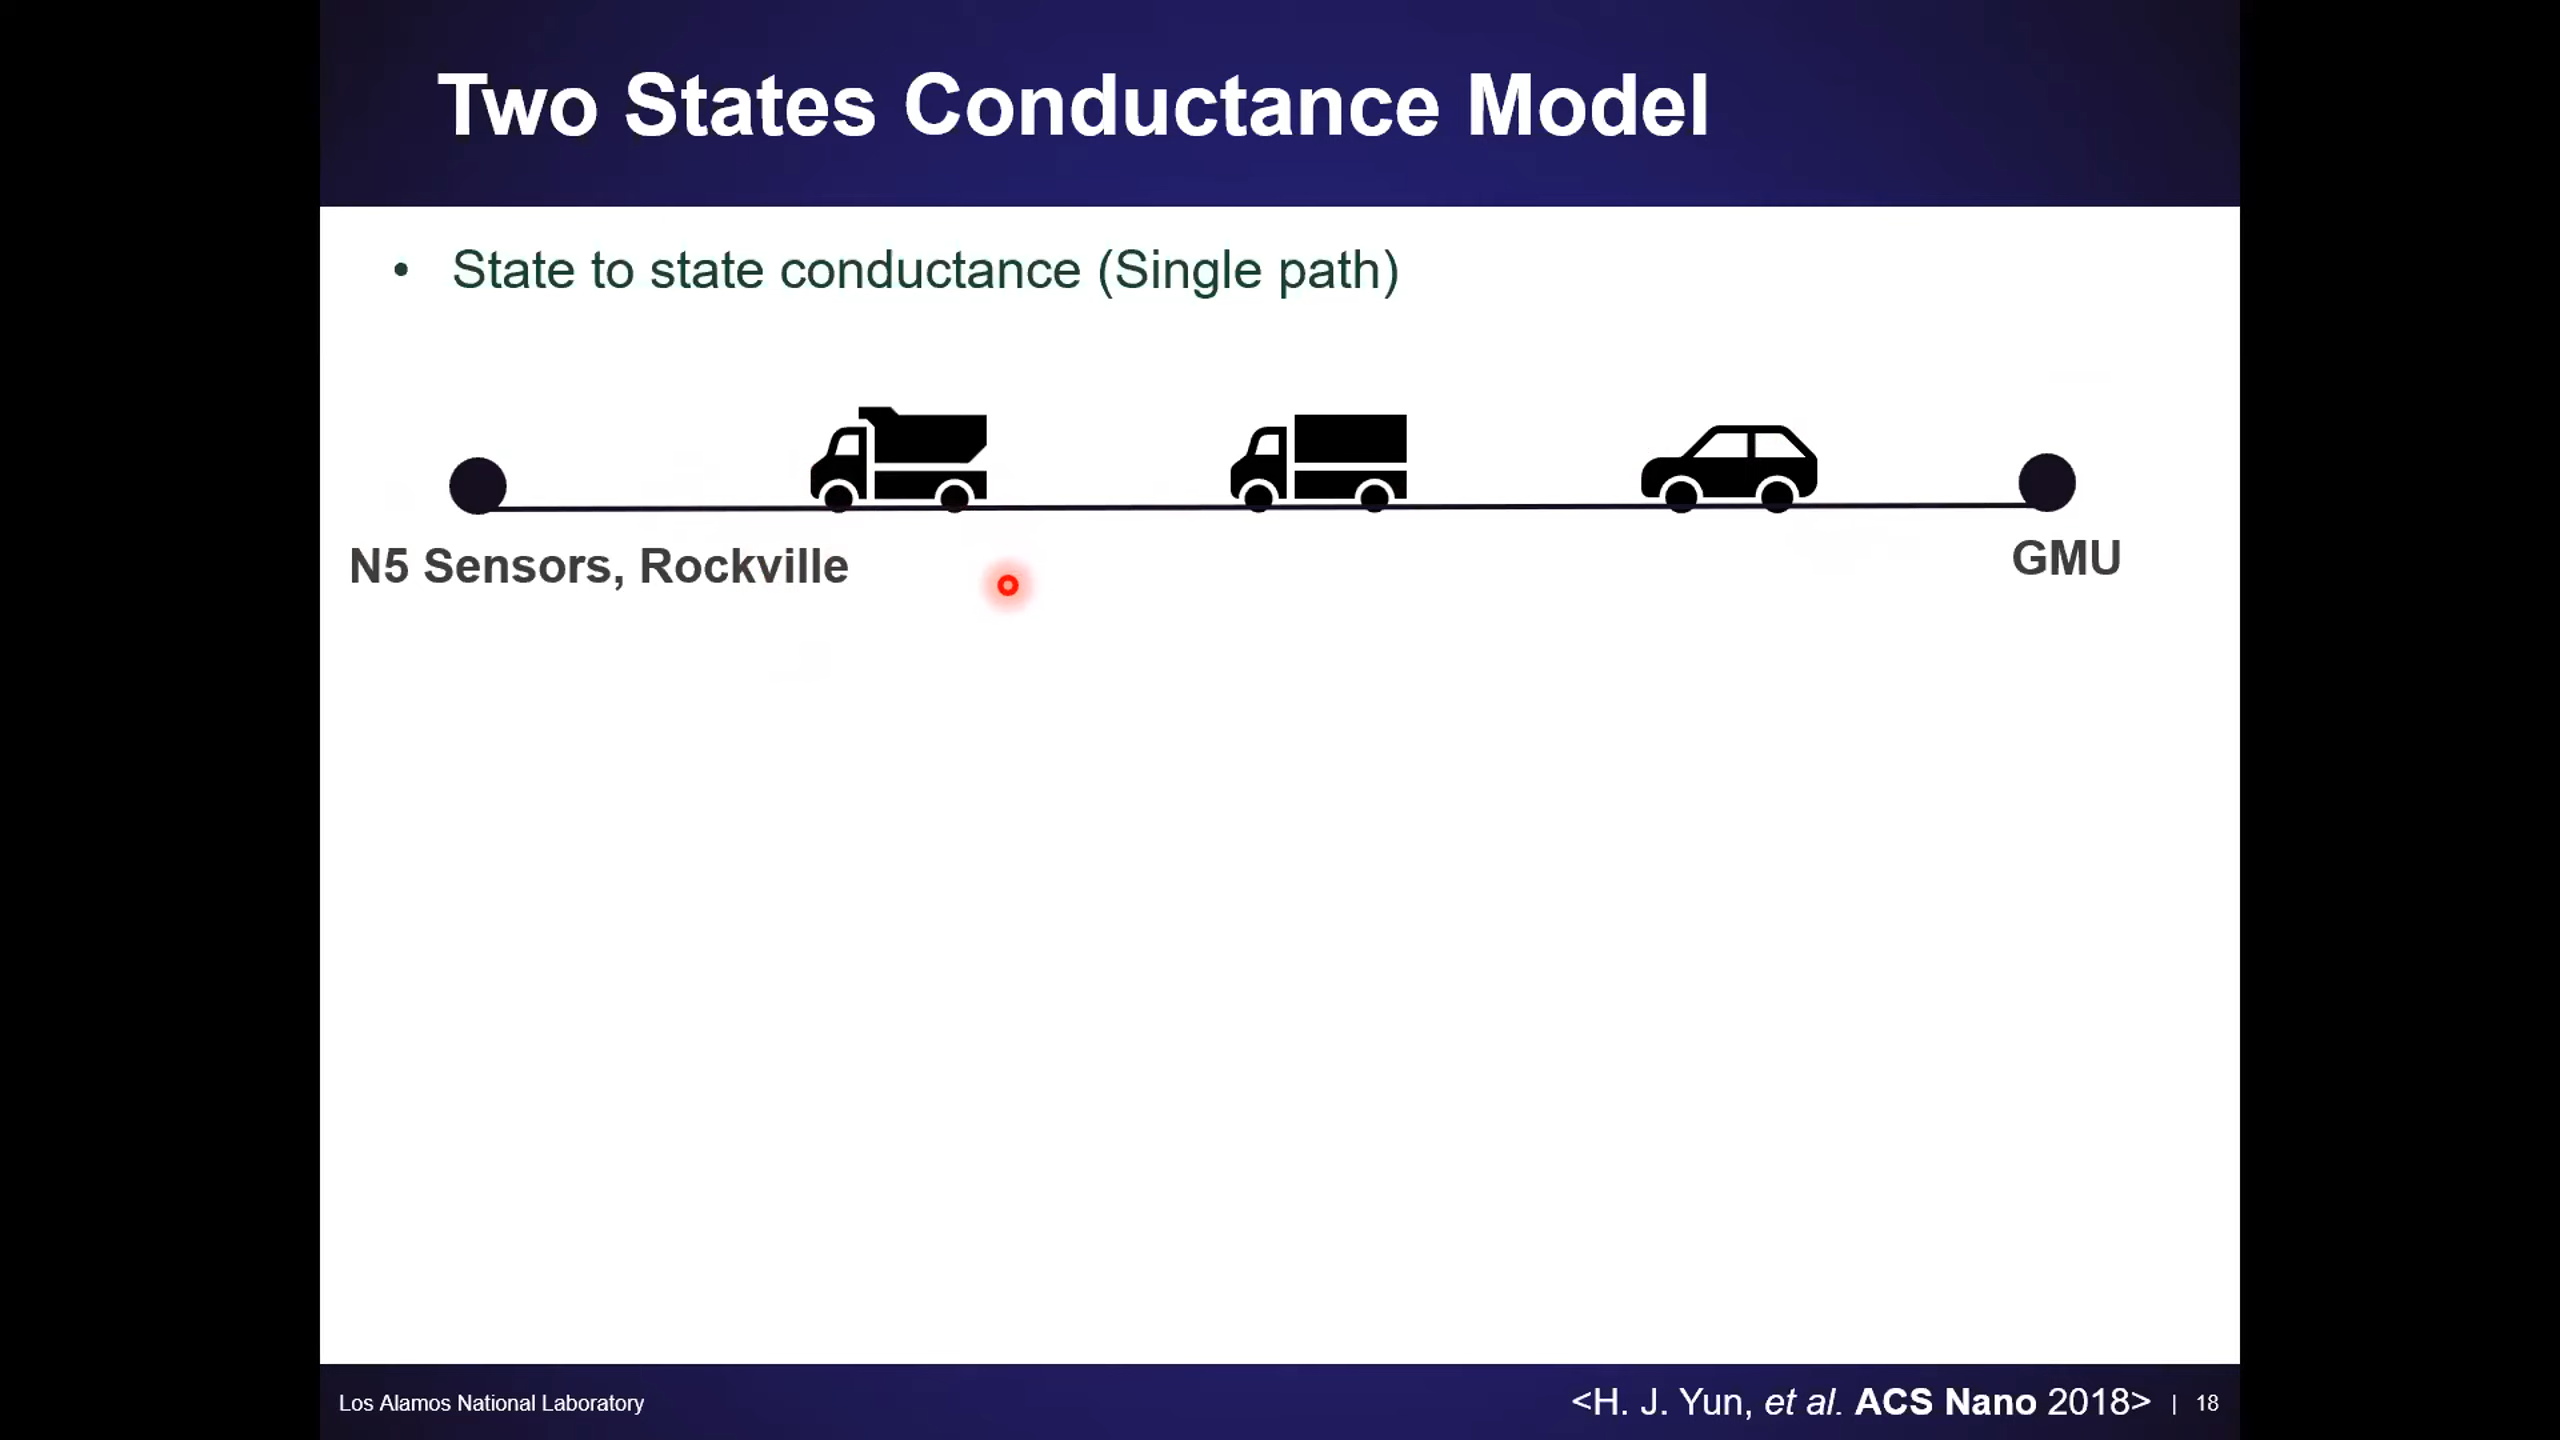 Two States Conductance Model
• State to state conductance (Single path)
N5 Sensors, Rockville
GMU
Los Alamos National Laboratory
<H. J. Yun, et al. ACS Nano 2018> | 18